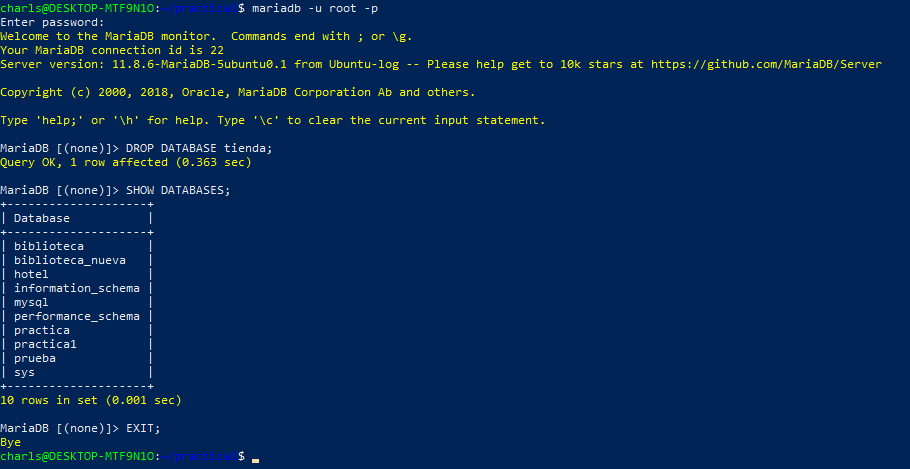 charls@DESKTOP-MTF9N1O:~/practica1$ mariadb -u root -p
Enter password:
Welcome to the MariaDB monitor.  Commands end with ; or \g.
Your MariaDB connection id is 22
Server version: 11.8.6-MariaDB-5ubuntu0.1 from Ubuntu-log -- Please help get to 10k stars at https://github.com/MariaDB/Server

Copyright (c) 2000, 2018, Oracle, MariaDB Corporation Ab and others.

Type 'help;' or '\h' for help. Type '\c' to clear the current input statement.

MariaDB [(none)]> DROP DATABASE tienda;
Query OK, 1 row affected (0.363 sec)

MariaDB [(none)]> SHOW DATABASES;
+--------------------+
| Database           |
+--------------------+
| biblioteca         |
| biblioteca_nueva   |
| hotel              |
| information_schema |
| mysql              |
| performance_schema |
| practica           |
| practica1          |
| prueba             |
| sys                |
+--------------------+
10 rows in set (0.001 sec)

MariaDB [(none)]> EXIT;
Bye
charls@DESKTOP-MTF9N1O:~/practica1$